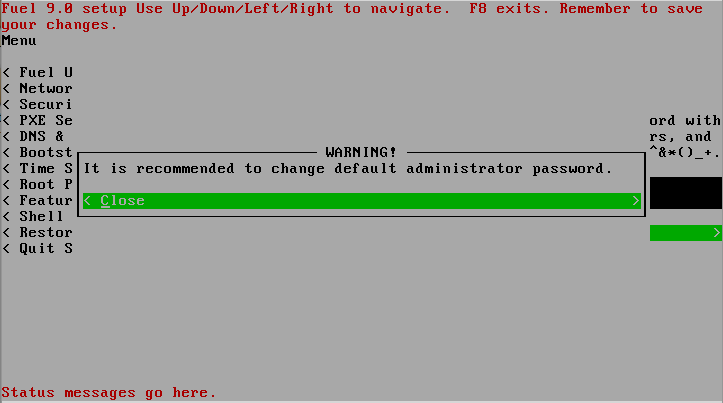 Fuel 9.0 setup Use Up/Down/Left/Right to navigate.  F8 exits. Remember to save
your changes.
Menu
< Fuel U
< Networ
< Securi
< PXE Se
ord with
< DNS &
rs, and
< Bootst
WARNING!
^&*()_+.
< Time S
It is recommended to change default administrator password.
< Root P
< Featur
< Close >
< Shell
< Restor
>
< Quit S
Status messages go here.